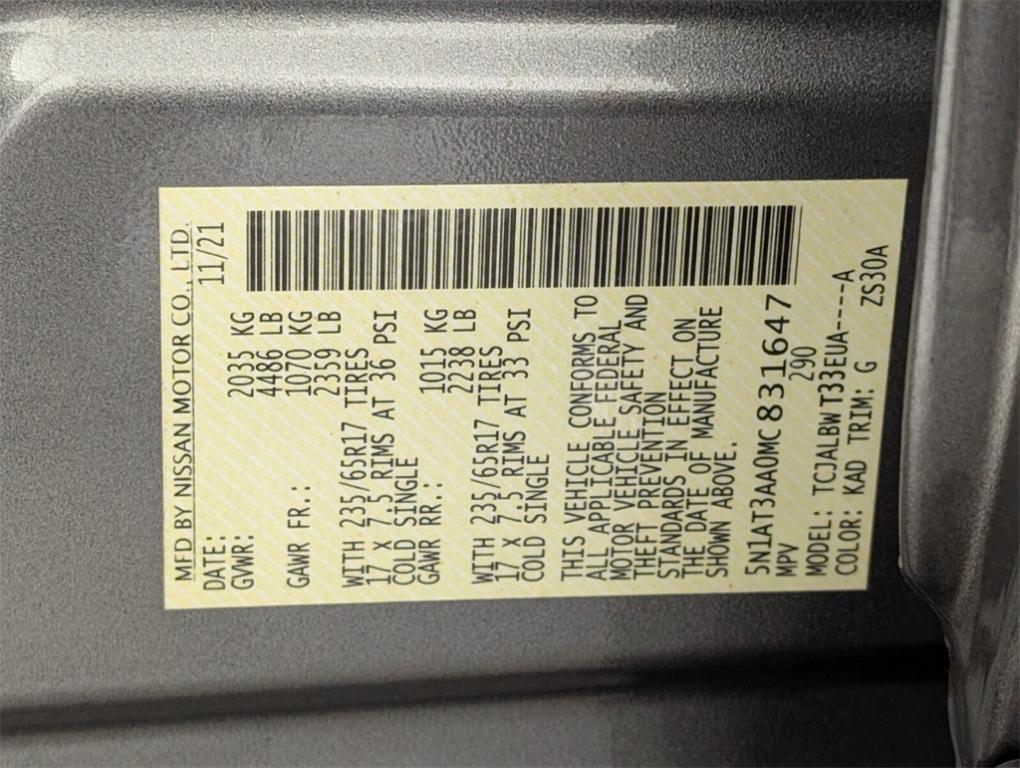 MFD BY NISSAN MOTOR CO., LTD.
DATE: 11/21
GVWR: 2035 KG
4486 LB
GAWR FR.: 1070 KG
2359 LB
WITH 235/65R17 TIRES
17 X 7.5 RIMS AT 36 PSI
COLD SINGLE
GAWR RR.: 1015 KG
2238 LB
WITH 235/65R17 TIRES
17 X 7.5 RIMS AT 33 PSI
COLD SINGLE
THIS VEHICLE CONFORMS TO
ALL APPLICABLE FEDERAL
MOTOR VEHICLE SAFETY AND
THEFT PREVENTION
STANDARDS IN EFFECT ON
THE DATE OF MANUFACTURE
SHOWN ABOVE.
5N1AT3AA0MC831647
MPV 290
MODEL: TCJALBWT33EUA----A
COLOR: KAD TRIM: G ZS30A